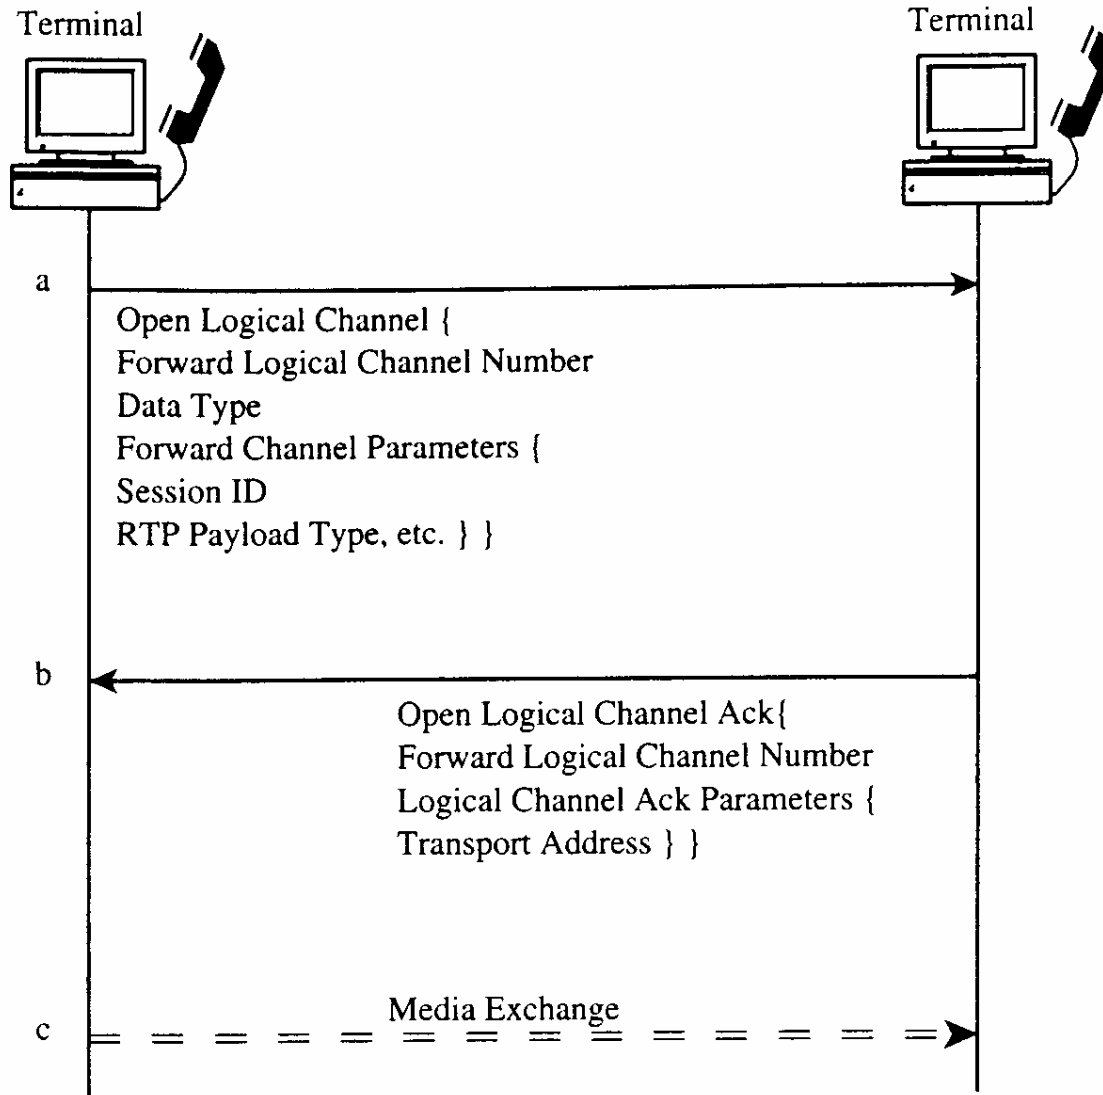 Terminal
Terminal
a
Open Logical Channel {
Forward Logical Channel Number
Data Type
Forward Channel Parameters {
Session ID
RTP Payload Type, etc. } }
b
Open Logical Channel Ack{
Forward Logical Channel Number
Logical Channel Ack Parameters {
Transport Address } }
Media Exchange
c